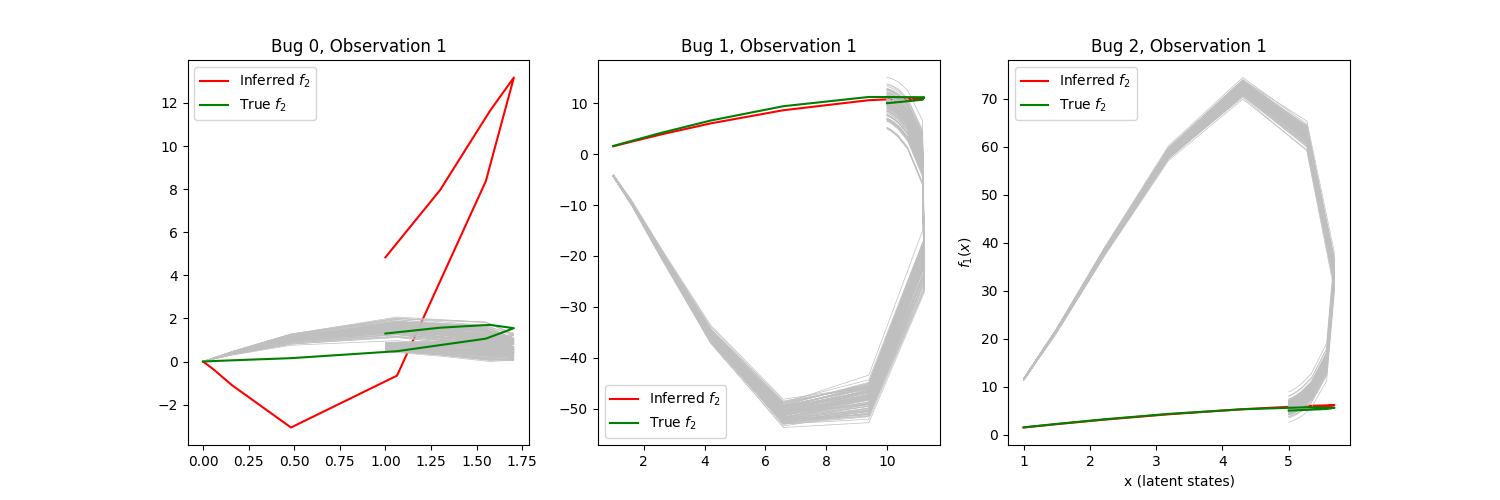 Bug 0, Observation 1
Inferred f₂
True f₂
12
10
8
6
4
2
0
−2
0.00 0.25 0.50 0.75 1.00 1.25 1.50 1.75
Bug 1, Observation 1
10
0
−10
−20
−30
−40
−50
Inferred f₂
True f₂
2 4 6 8 10
Bug 2, Observation 1
Inferred f₂
True f₂
f₁(x)
70
60
50
40
30
20
10
0
1 2 3 4 5
x (latent states)